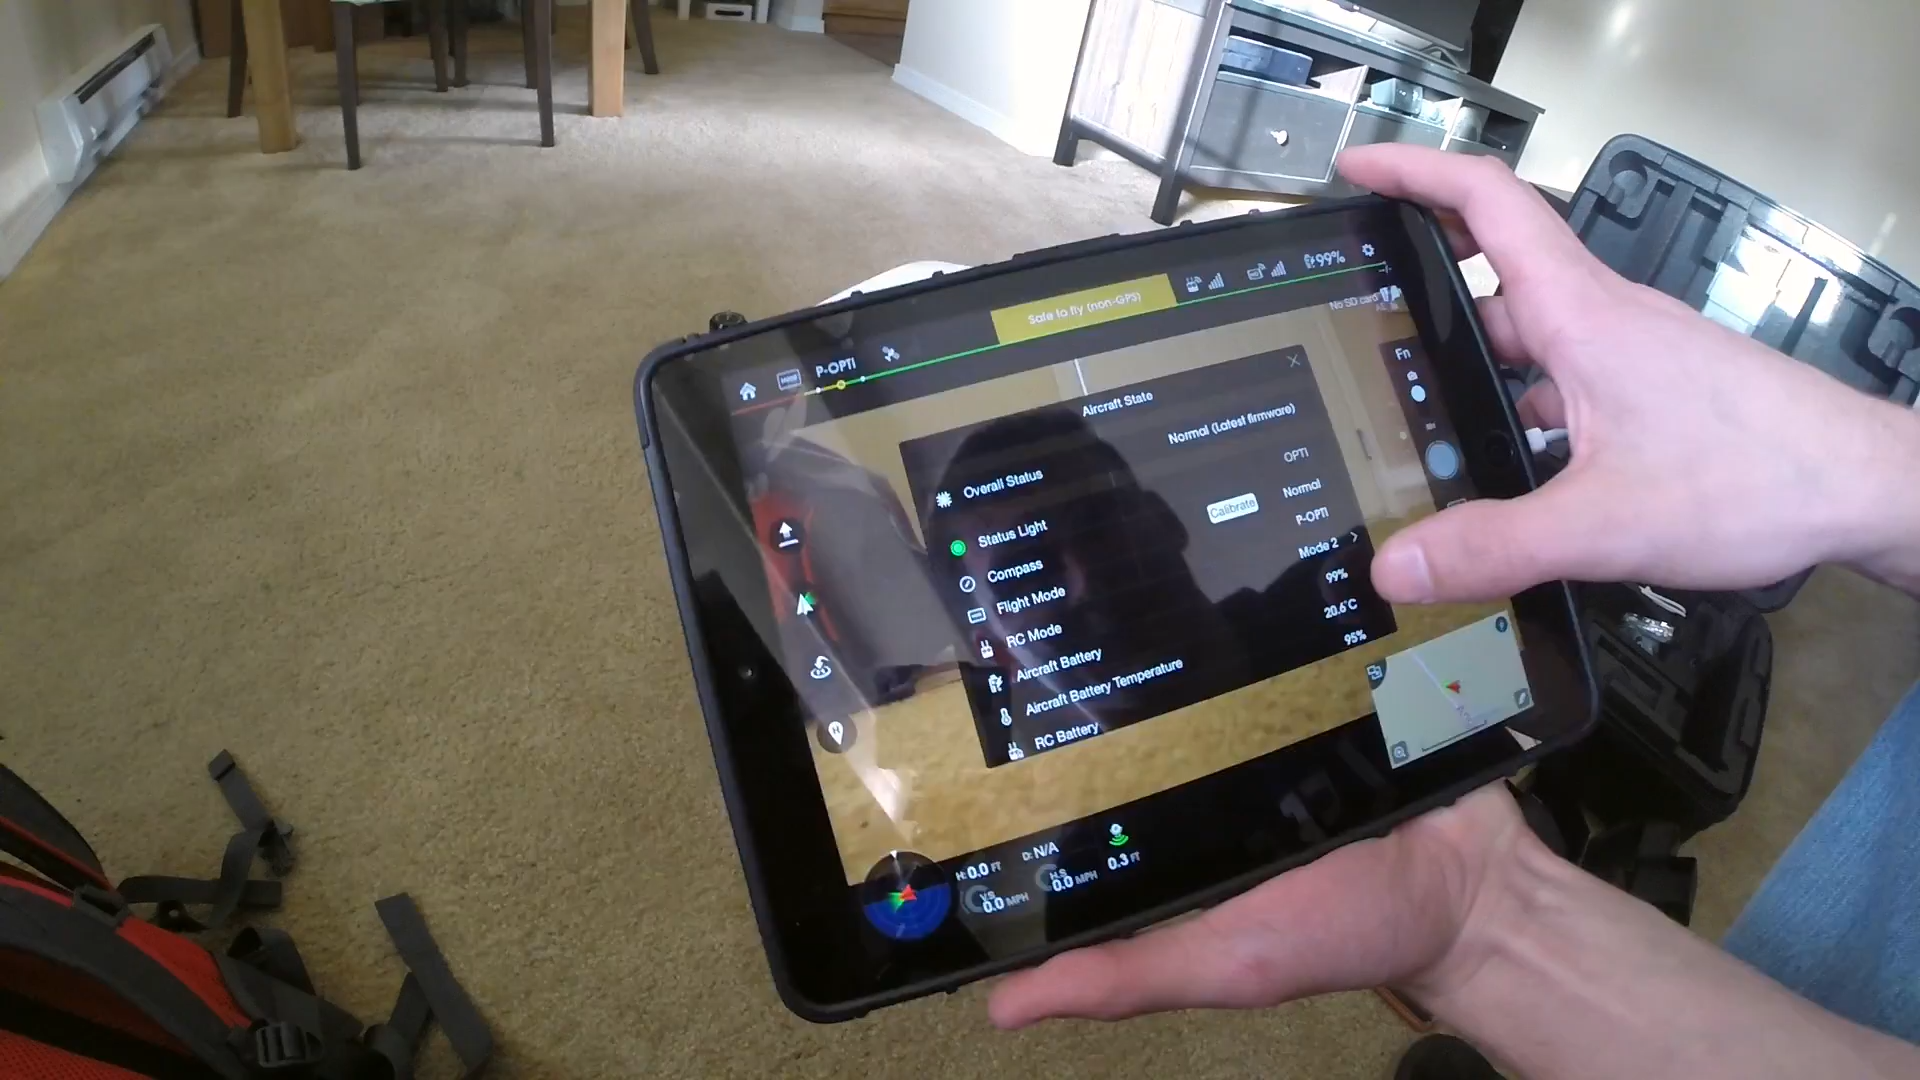 P-OPTI
Safe to fly (non-GPS)
99%
No SD card
Fn
Aircraft State
Overall Status
Normal (Latest firmware)
Status Light
OPTI
Compass
Calibrate
Normal
Flight Mode
P-OPTI
RC Mode
Mode 2
Aircraft Battery
99%
Aircraft Battery Temperature
20.6°C
RC Battery
95%
H: 0.0 FT
D: N/A
V.S
0.0 MPH
H.S
0.0 MPH
0.3 FT